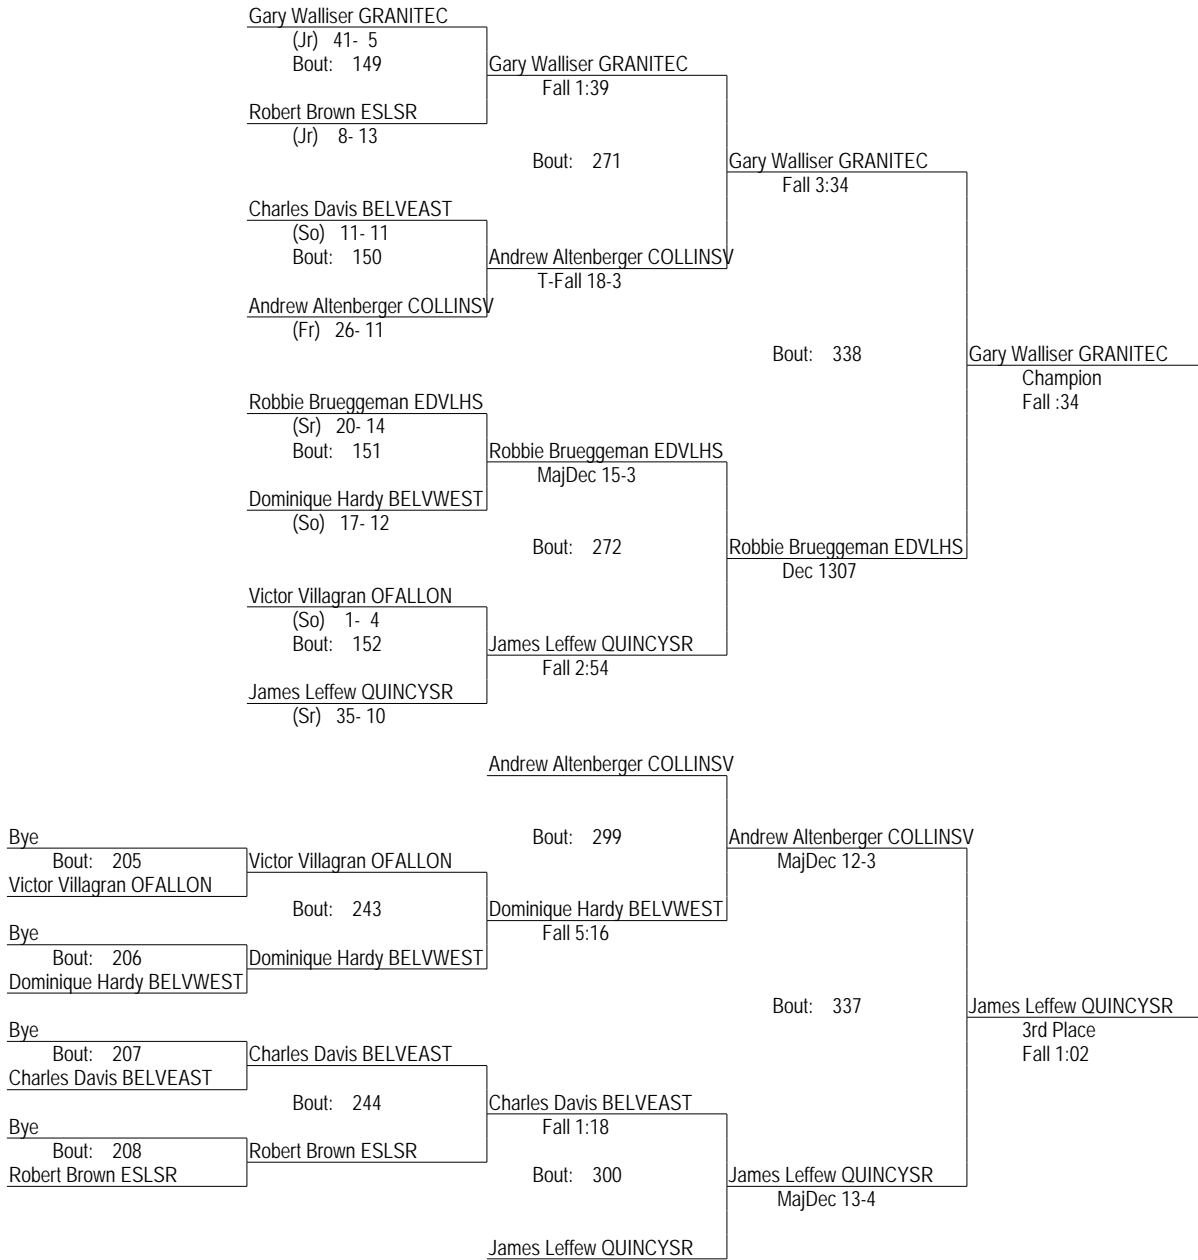 Gary Walliser GRANITEC
(Jr) 41- 5
Bout: 149
Gary Walliser GRANITEC
Fall 1:39
Robert Brown ESLSR
(Jr) 8- 13
Bout: 271
Gary Walliser GRANITEC
Fall 3:34
Charles Davis BELVEAST
(So) 11- 11
Bout: 150
Andrew Altenberger COLLINSV
T-Fall 18-3
Andrew Altenberger COLLINSV
(Fr) 26- 11
Bout: 338
Gary Walliser GRANITEC
Champion
Fall :34
Robbie Brueggeman EDVLHS
(Sr) 20- 14
Bout: 151
Robbie Brueggeman EDVLHS
MajDec 15-3
Dominique Hardy BELVWEST
(So) 17- 12
Bout: 272
Robbie Brueggeman EDVLHS
Dec 1307
Victor Villagran OFALLON
(So) 1- 4
Bout: 152
James Leffew QUINCYSR
Fall 2:54
James Leffew QUINCYSR
(Sr) 35- 10
Andrew Altenberger COLLINSV
Bout: 299
Andrew Altenberger COLLINSV
MajDec 12-3
Bye
Bout: 205
Victor Villagran OFALLON
Victor Villagran OFALLON
Bout: 243
Dominique Hardy BELVWEST
Fall 5:16
Bye
Bout: 206
Dominique Hardy BELVWEST
Dominique Hardy BELVWEST
Bout: 337
James Leffew QUINCYSR
3rd Place
Fall 1:02
Bye
Bout: 207
Charles Davis BELVEAST
Charles Davis BELVEAST
Bout: 244
Charles Davis BELVEAST
Fall 1:18
Bye
Bout: 208
Robert Brown ESLSR
Robert Brown ESLSR
Bout: 300
James Leffew QUINCYSR
MajDec 13-4
James Leffew QUINCYSR